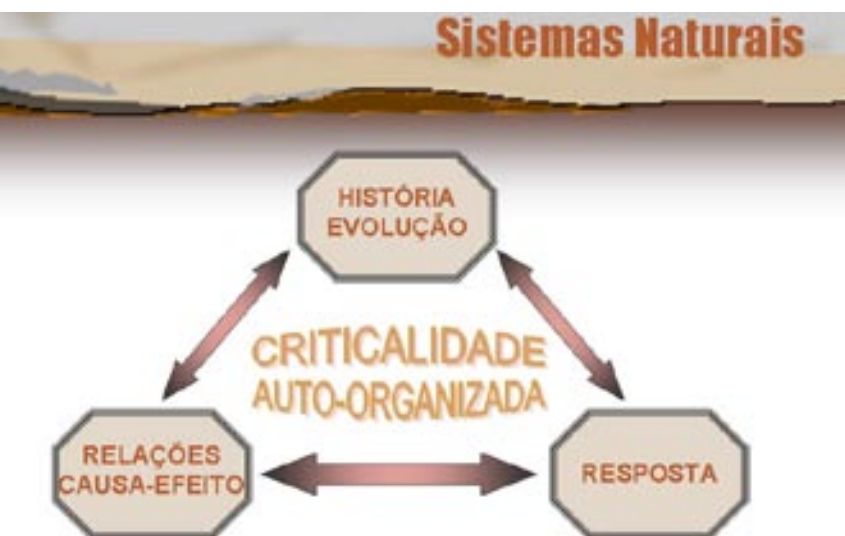 Sistemas Naturais
HISTÓRIA
EVOLUÇÃO
CRITICALIDADE
AUTO-ORGANIZADA
RELAÇÕES
CAUSA-EFEITO
RESPOSTA